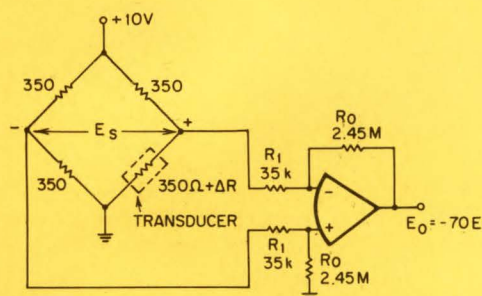 +10V
350
350
-
Es
+
350
350Ω+ΔR
TRANSDUCER
R1
35k
R0
2.45M
-
+
R1
35k
R0
2.45M
E0=-70E